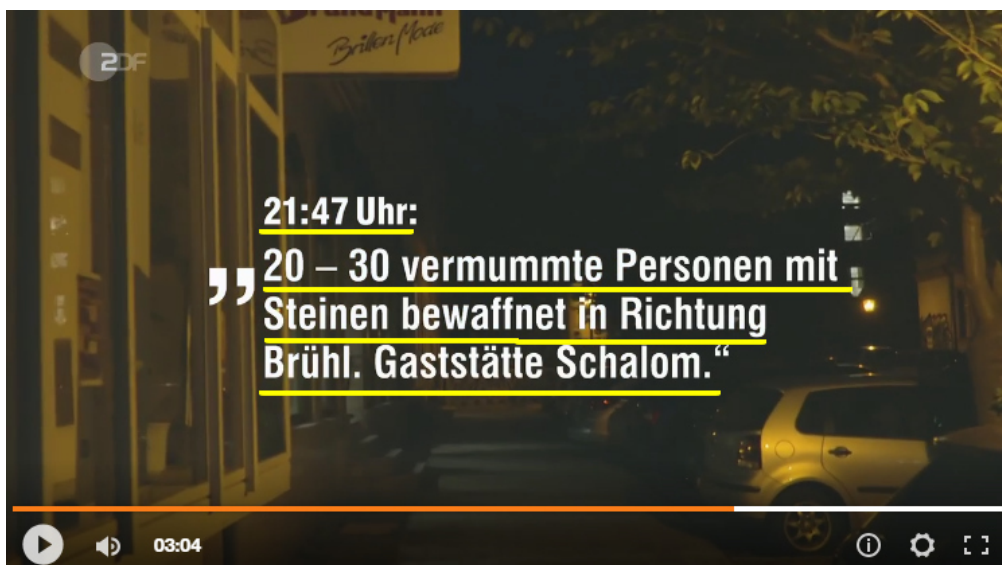 Brillen Mode
ZDF
21:47 Uhr:
„20 – 30 vermummte Personen mit
Steinen bewaffnet in Richtung
Brühl. Gaststätte Schalom.“
03:04